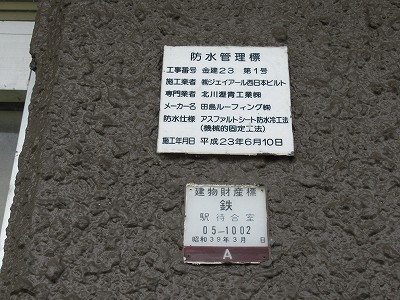 防水管理標
工事番号 金建23 第1号
施工業者 ㈱ジェイアール西日本ビルト
専門業者 北川瀝青工業㈱
メーカー名 田島ルーフィング㈱
防水仕様 アスファルトシート防水冷工法
(機械的固定工法)
施工年月日 平成23年6月10日
建物財産標
鉄
駅待合室
05-1002
昭和39年3月 日
A